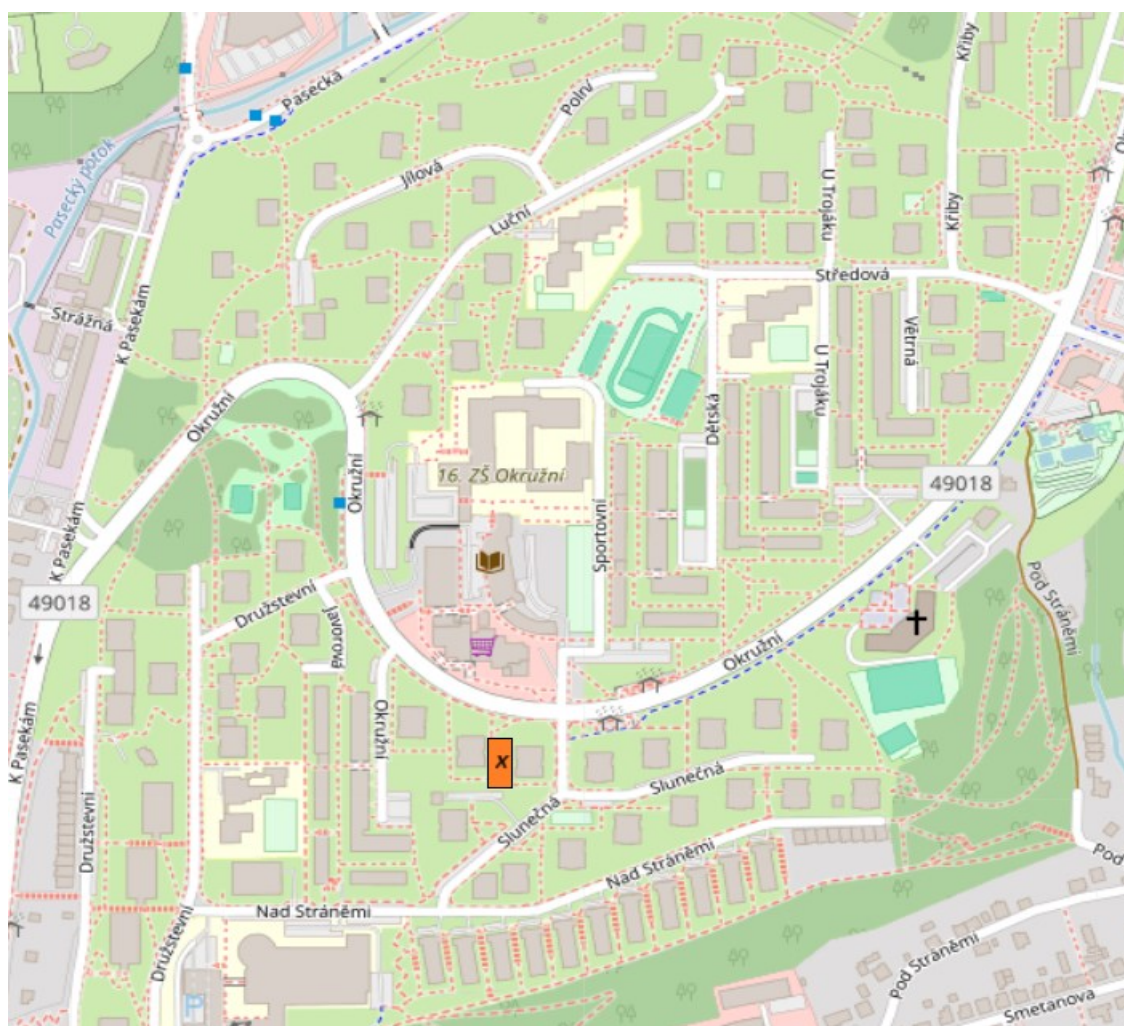 Křiby
Pasecká
Polní
Ok
Pasecký potok
Jílová
U Trojáku
Luční
Křiby
K Pasekám
Středová
Strážná
Větrná
U Trojáku
Okružní
Dětská
Okružní
16. ZŠ Okružní
49018
Sportovní
K Pasekám
Pod Stráněmi
49018
Družstevní
Javorová
Okružní
K Pasekám
Okružní
x
Slunečná
Slunečná
Družstevní
Nad Stráněmi
Pod
Nad Stráněmi
Družstevní
Pod Stráněmi
P
Smetanova